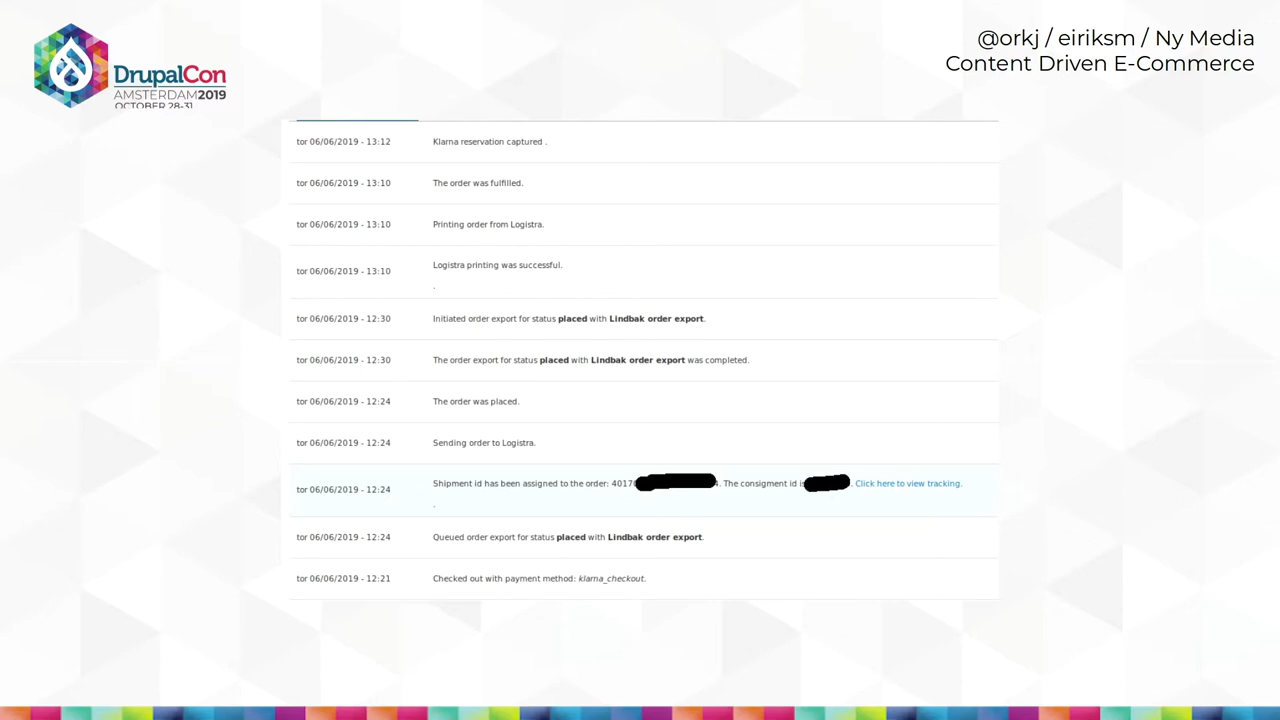 DrupalCon
AMSTERDAM2019
OCTOBER 28-31
@orkj / eiriksm / Ny Media
Content Driven E-Commerce
tor 06/06/2019 - 13:12 Klarna reservation captured .
tor 06/06/2019 - 13:10 The order was fulfilled.
tor 06/06/2019 - 13:10 Printing order from Logistra.
tor 06/06/2019 - 13:10 Logistra printing was successful.
.
tor 06/06/2019 - 12:30 Initiated order export for status placed with Lindbak order export.
tor 06/06/2019 - 12:30 The order export for status placed with Lindbak order export was completed.
tor 06/06/2019 - 12:24 The order was placed.
tor 06/06/2019 - 12:24 Sending order to Logistra.
tor 06/06/2019 - 12:24 Shipment id has been assigned to the order: 4017 4. The consigment id is . Click here to view tracking.
.
tor 06/06/2019 - 12:24 Queued order export for status placed with Lindbak order export.
tor 06/06/2019 - 12:21 Checked out with payment method: klarna_checkout.